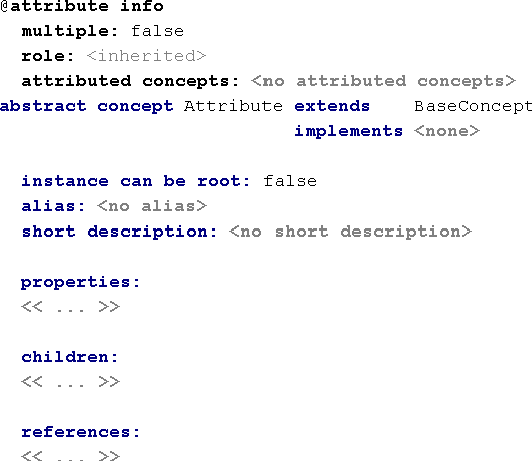 @attribute info
multiple: false
role: <inherited>
attributed concepts: <no attributed concepts>
abstract concept Attribute extends BaseConcept
implements <none>
instance can be root: false
alias: <no alias>
short description: <no short description>
properties:
<< ... >>
children:
<< ... >>
references:
<< ... >>